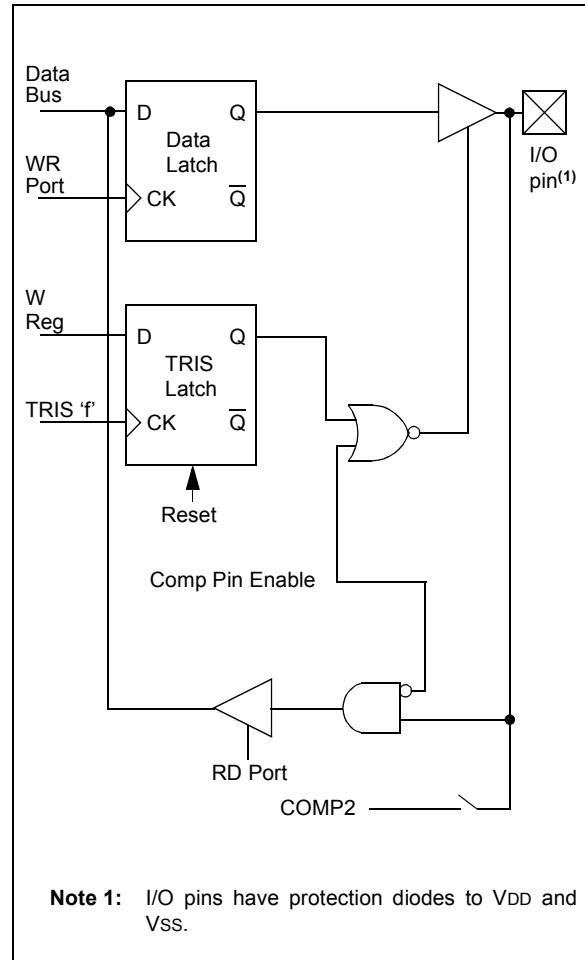 Data
Bus
D Q
Data
Latch
WR
Port
CK Q
I/O
pin(1)
W
Reg
D Q
TRIS
Latch
TRIS 'f'
CK Q
Reset
Comp Pin Enable
RD Port
COMP2
Note 1: I/O pins have protection diodes to VDD and
VSS.